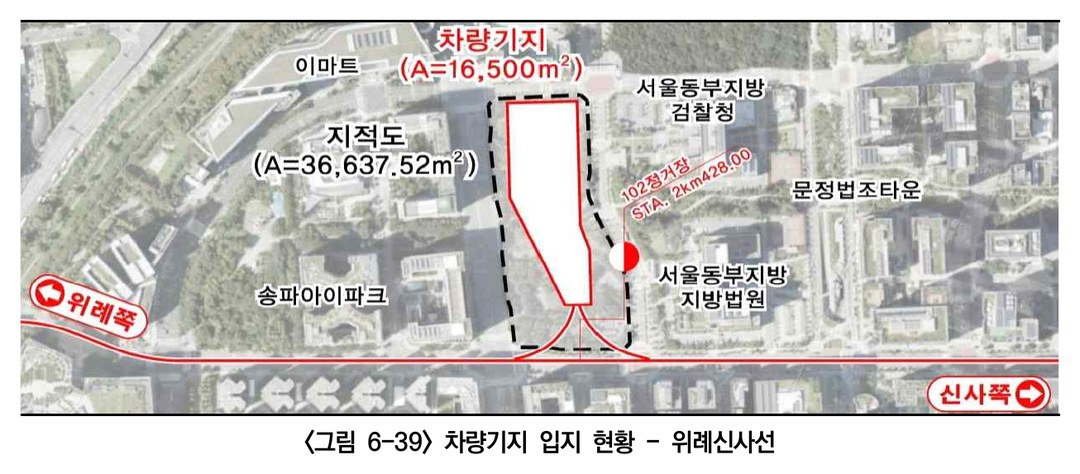 차량기지
(A=16,500m²)
이마트
서울동부지방
검찰청
지적도
(A=36,637.52m²)
102정거장
STA. 2km428.00
문정법조타운
서울동부지방
지방법원
송파아이파크
위례쪽
신사쪽
<그림 6-39> 차량기지 입지 현황 - 위례신사선